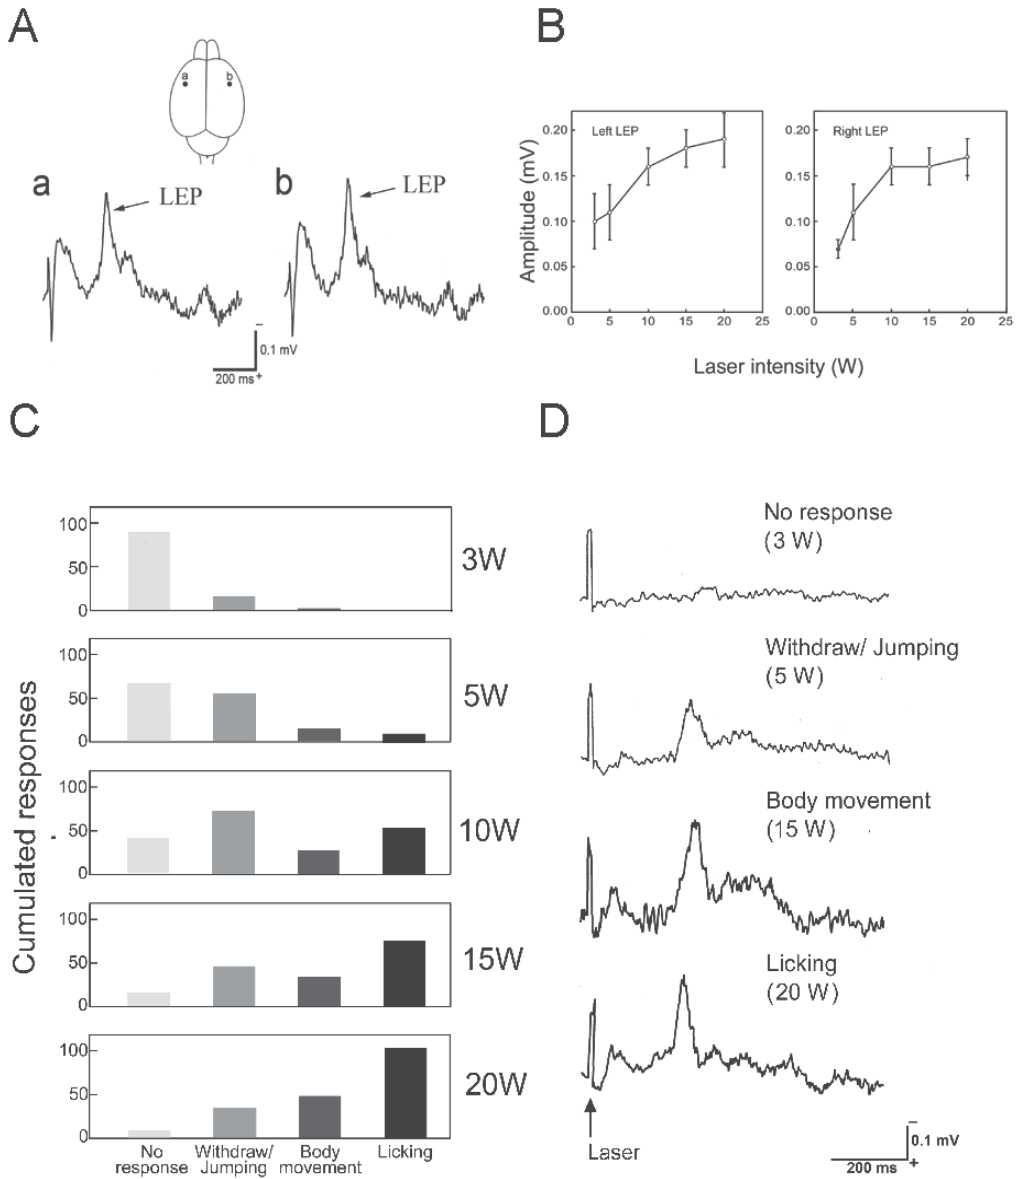 A
B
a
b
a
LEP
b
LEP
0.1 mV
200 ms
+
−
Amplitude (mV)
0.20
0.15
0.10
0.05
0.00
Left LEP
0
5
10
15
20
25
0.20
0.15
0.10
0.05
0.00
Right LEP
0
5
10
15
20
25
Laser intensity (W)
C
D
Cumulated responses
100
50
0
3W
100
50
0
5W
100
50
0
10W
100
50
0
15W
100
50
0
20W
No
response
Withdraw/
Jumping
Body
movement
Licking
No response
(3 W)
Withdraw/ Jumping
(5 W)
Body movement
(15 W)
Licking
(20 W)
Laser
−
0.1 mV
+
200 ms